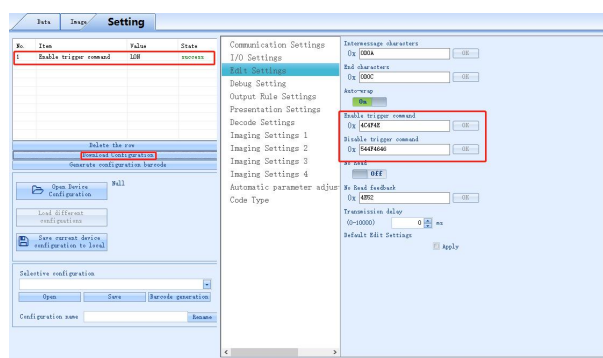 Data Image Setting
No. Item Value State
1 Enable trigger command LON success
Delete the row
Download Configuration
Generate configuration barcode
Open Device Configuration
Null
Load different configuations
Save current device configuration to local
Selective configuration
Open Save Barcode generation
Configuration name Rename
Communication Settings
I/O Settings
Edit Settings
Debug Setting
Output Rule Settings
Presentation Settings
Decode Settings
Imaging Settings 1
Imaging Settings 2
Imaging Settings 3
Imaging Settings 4
Automatic parameter adjus
Code Type
Intermessage characters
0x 0D0A OK
End characters
0x 0D0C OK
Auto-wrap
On
Enable trigger command
0x 4C4F4E OK
Disable trigger command
0x 544F4646 OK
No Read
Off
No Read feedback
0x 4E52 OK
Transmission delay
(0-10000) 0 ms
Default Edit Settings
Apply